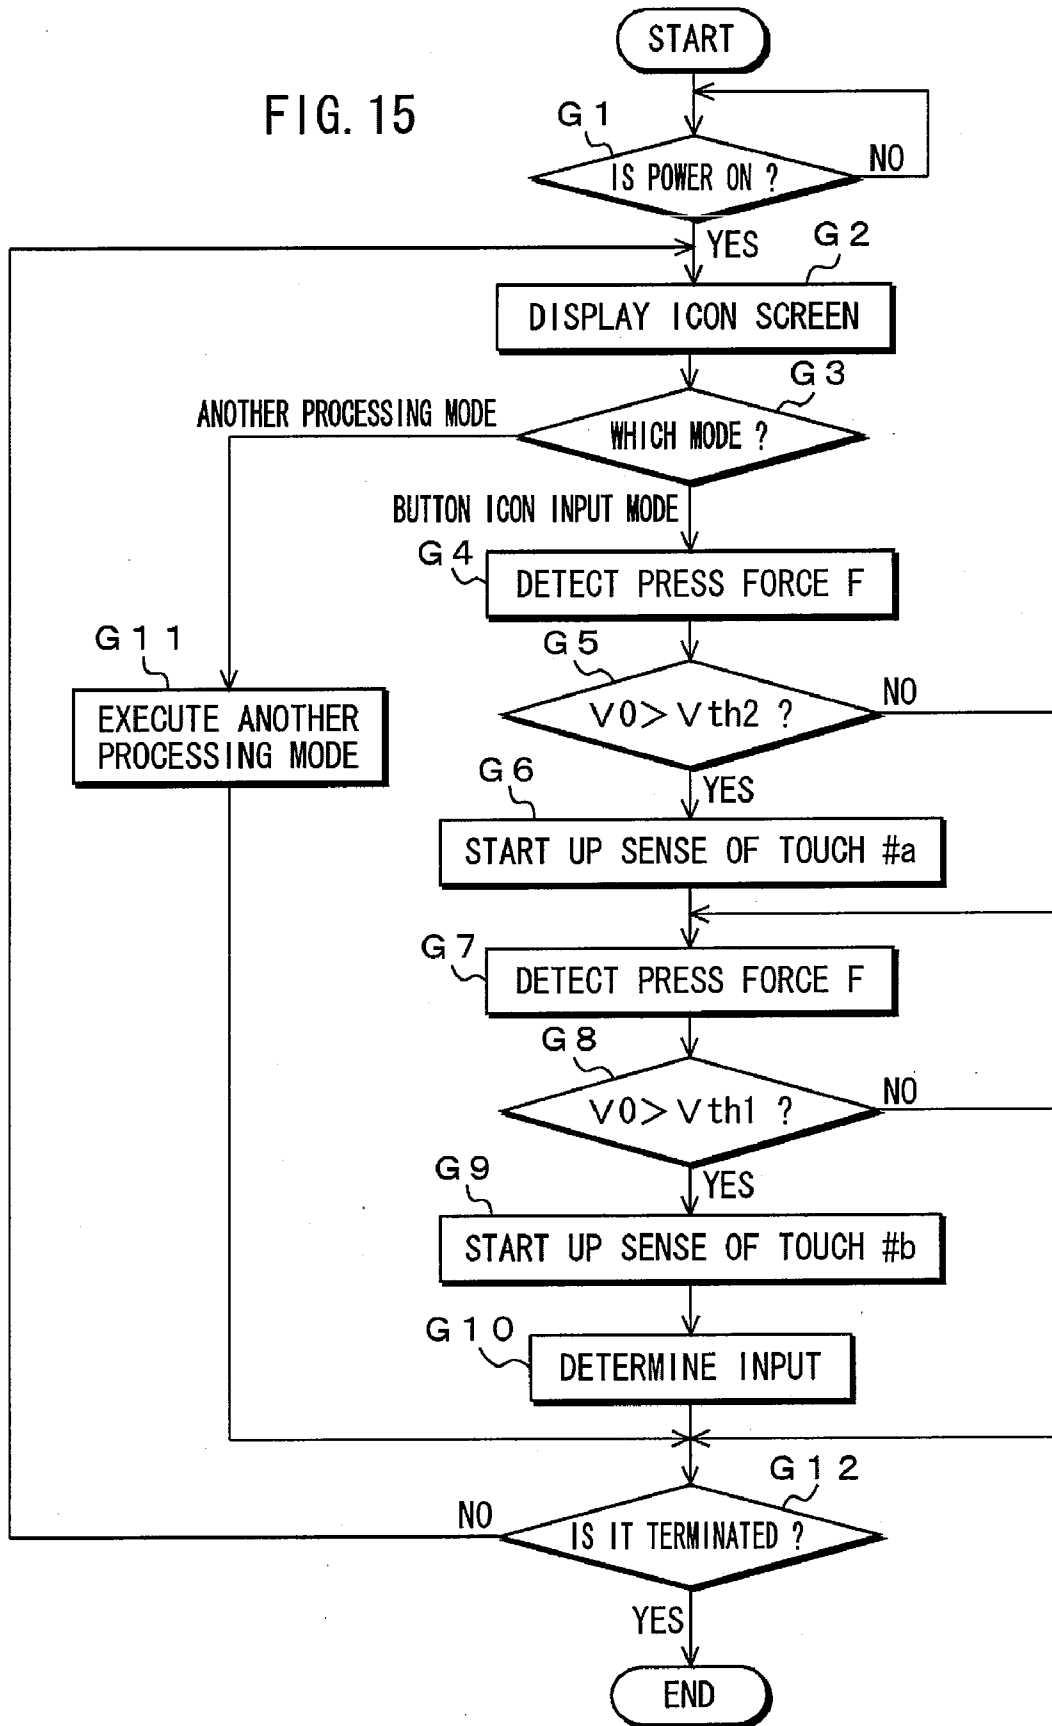 START
FIG. 15
G1
IS POWER ON ?
NO
YES
G2
DISPLAY ICON SCREEN
G3
ANOTHER PROCESSING MODE
WHICH MODE ?
BUTTON ICON INPUT MODE
G4
DETECT PRESS FORCE F
G11
G5
NO
EXECUTE ANOTHER
PROCESSING MODE
V0> Vth2 ?
YES
G6
START UP SENSE OF TOUCH #a
G7
DETECT PRESS FORCE F
G8
NO
V0> Vth1 ?
YES
G9
START UP SENSE OF TOUCH #b
G10
DETERMINE INPUT
G12
NO
IS IT TERMINATED ?
YES
END